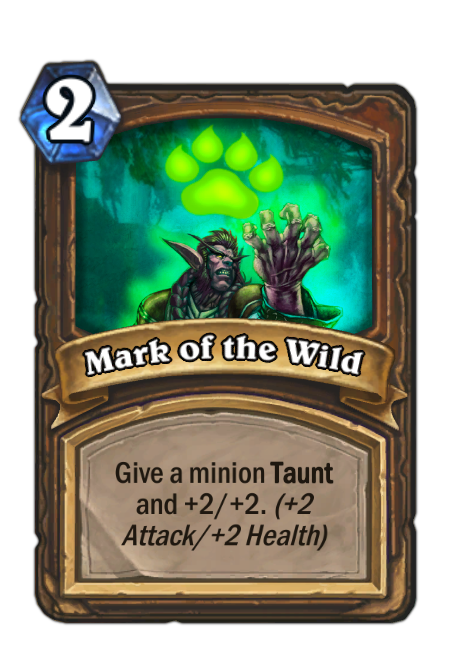 2
Mark of the Wild
Give a minion Taunt
and +2/+2. (+2
Attack/+2 Health)